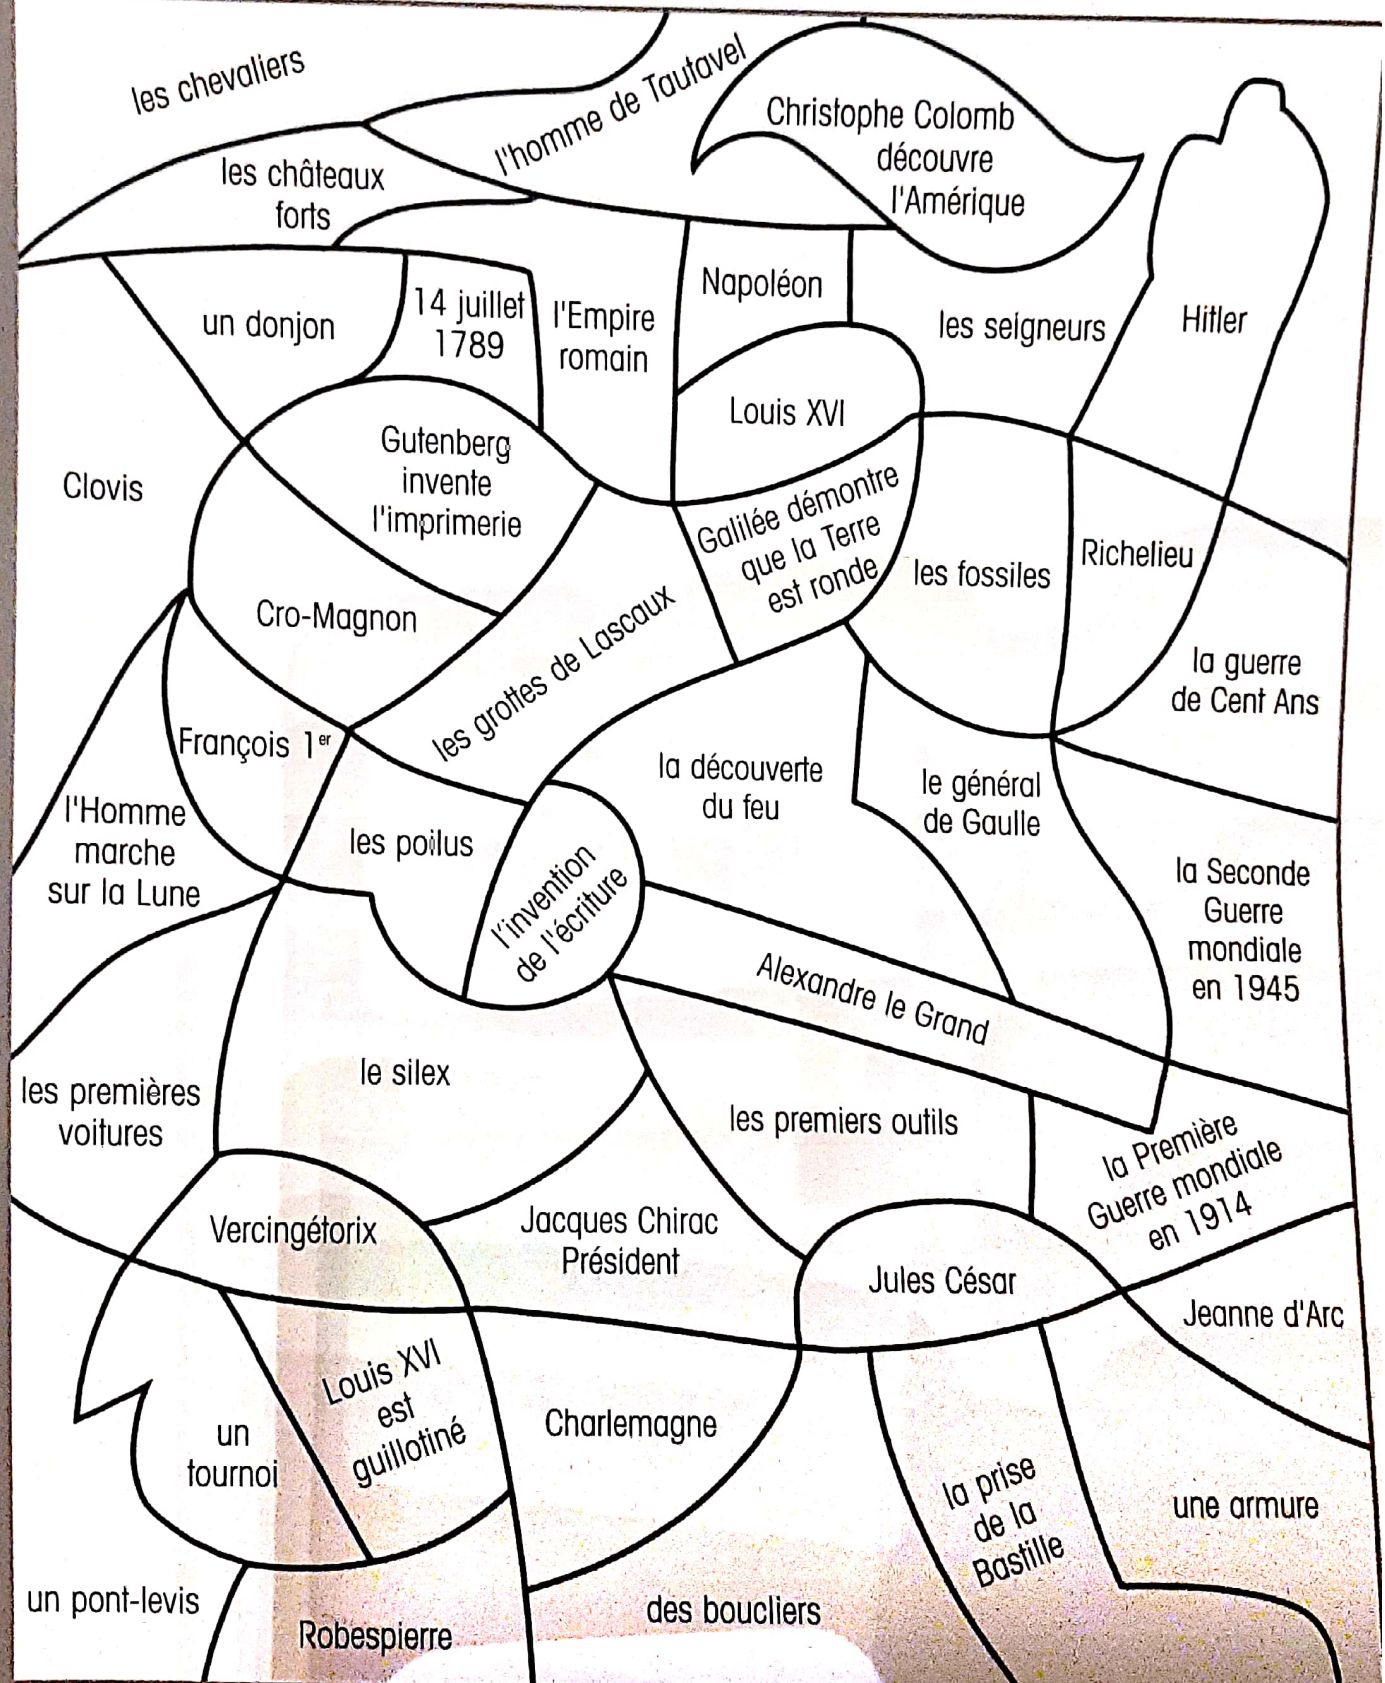 les chevaliers
l'homme de Tautavel
Christophe Colomb
découvre
l'Amérique
les châteaux
forts
un donjon
14 juillet
1789
l'Empire
romain
Napoléon
les seigneurs
Hitler
Louis XVI
Clovis
Gutenberg
invente
l'imprimerie
Galilée démontre
que la Terre
est ronde
les fossiles
Richelieu
Cro-Magnon
les grottes de Lascaux
la guerre
de Cent Ans
François 1er
l'Homme
marche
sur la Lune
les poilus
la découverte
du feu
le général
de Gaulle
l'invention
de l'écriture
la Seconde
Guerre
mondiale
en 1945
Alexandre le Grand
les premières
voitures
le silex
les premiers outils
la Première
Guerre mondiale
en 1914
Vercingétorix
Jacques Chirac
Président
Jules César
Jeanne d'Arc
un
tournoi
Louis XVI
est
guillotiné
Charlemagne
la prise
de la
Bastille
une armure
un pont-levis
Robespierre
des boucliers